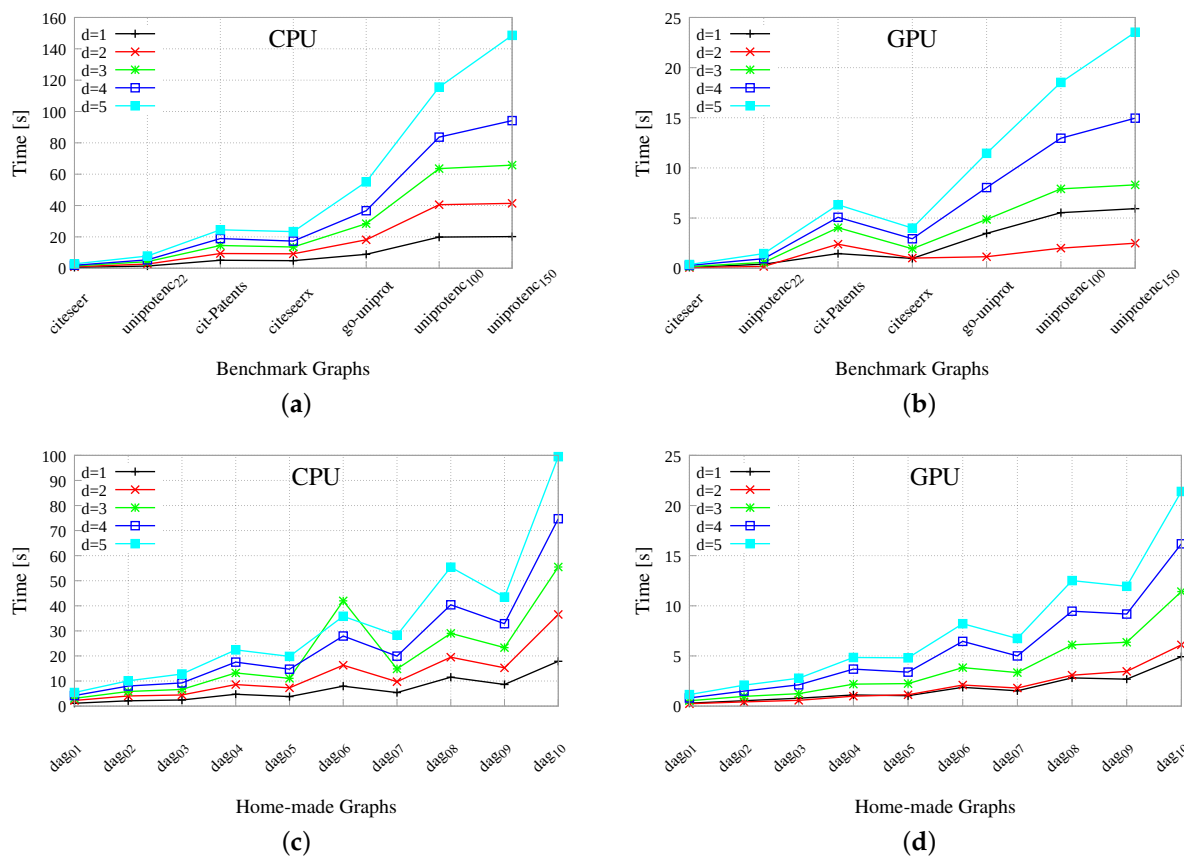 CPU
d=1
d=2
d=3
d=4
d=5
160
140
120
100
80
60
40
20
0
Time [s]
citeseer
uniprotenc22
cit-Patents
citeseerx
go-uniprot
uniprotenc100
uniprotenc150
Benchmark Graphs
(a)
GPU
d=1
d=2
d=3
d=4
d=5
25
20
15
10
5
0
Time [s]
citeseer
uniprotenc22
cit-Patents
citeseerx
go-uniprot
uniprotenc100
uniprotenc150
Benchmark Graphs
(b)
CPU
d=1
d=2
d=3
d=4
d=5
100
90
80
70
60
50
40
30
20
10
0
Time [s]
dag01
dag02
dag03
dag04
dag05
dag06
dag07
dag08
dag09
dag10
Home-made Graphs
(c)
GPU
d=1
d=2
d=3
d=4
d=5
25
20
15
10
5
0
Time [s]
dag01
dag02
dag03
dag04
dag05
dag06
dag07
dag08
dag09
dag10
Home-made Graphs
(d)